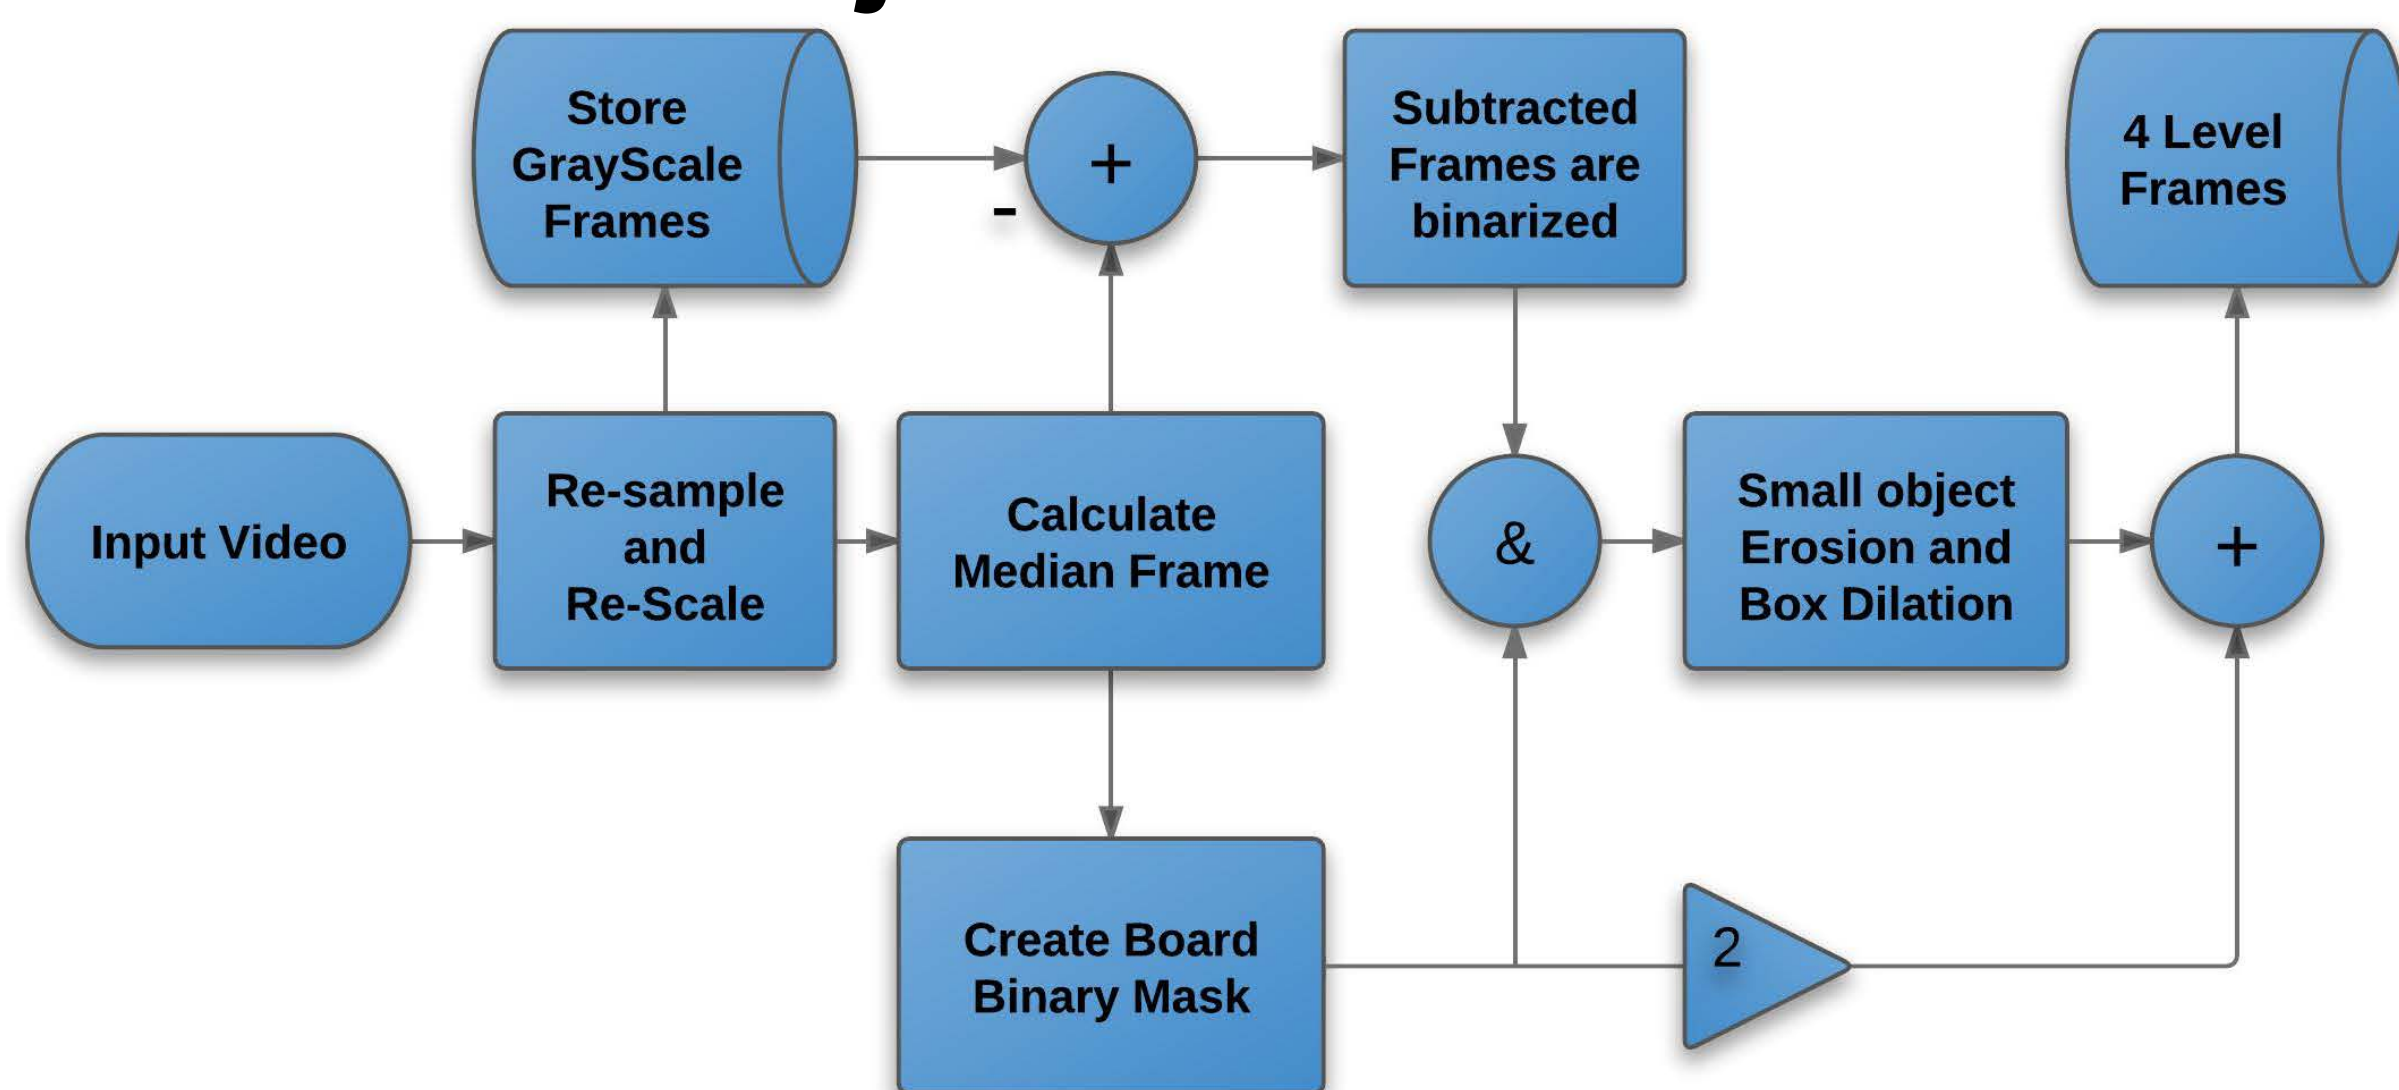 Store
GrayScale
Frames
+
-
Subtracted
Frames are
binarized
4 Level
Frames
Input Video
Re-sample
and
Re-Scale
Calculate
Median Frame
&
Small object
Erosion and
Box Dilation
+
Create Board
Binary Mask
2